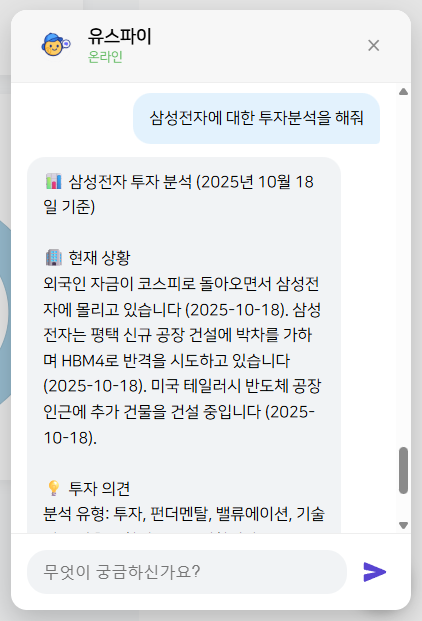 유스파이
온라인
삼성전자에 대한 투자분석을 해줘
삼성전자 투자 분석 (2025년 10월 18
일 기준)
현재 상황
외국인 자금이 코스피로 돌아오면서 삼성전
자에 몰리고 있습니다 (2025-10-18). 삼성
전자는 평택 신규 공장 건설에 박차를 가하
며 HBM4로 반격을 시도하고 있습니다
(2025-10-18). 미국 테일러시 반도체 공장
인근에 추가 건물을 건설 중입니다 (2025-
10-18).
투자 의견
분석 유형: 투자, 펀더멘탈, 밸류에이션, 기술
무엇이 궁금하신가요?